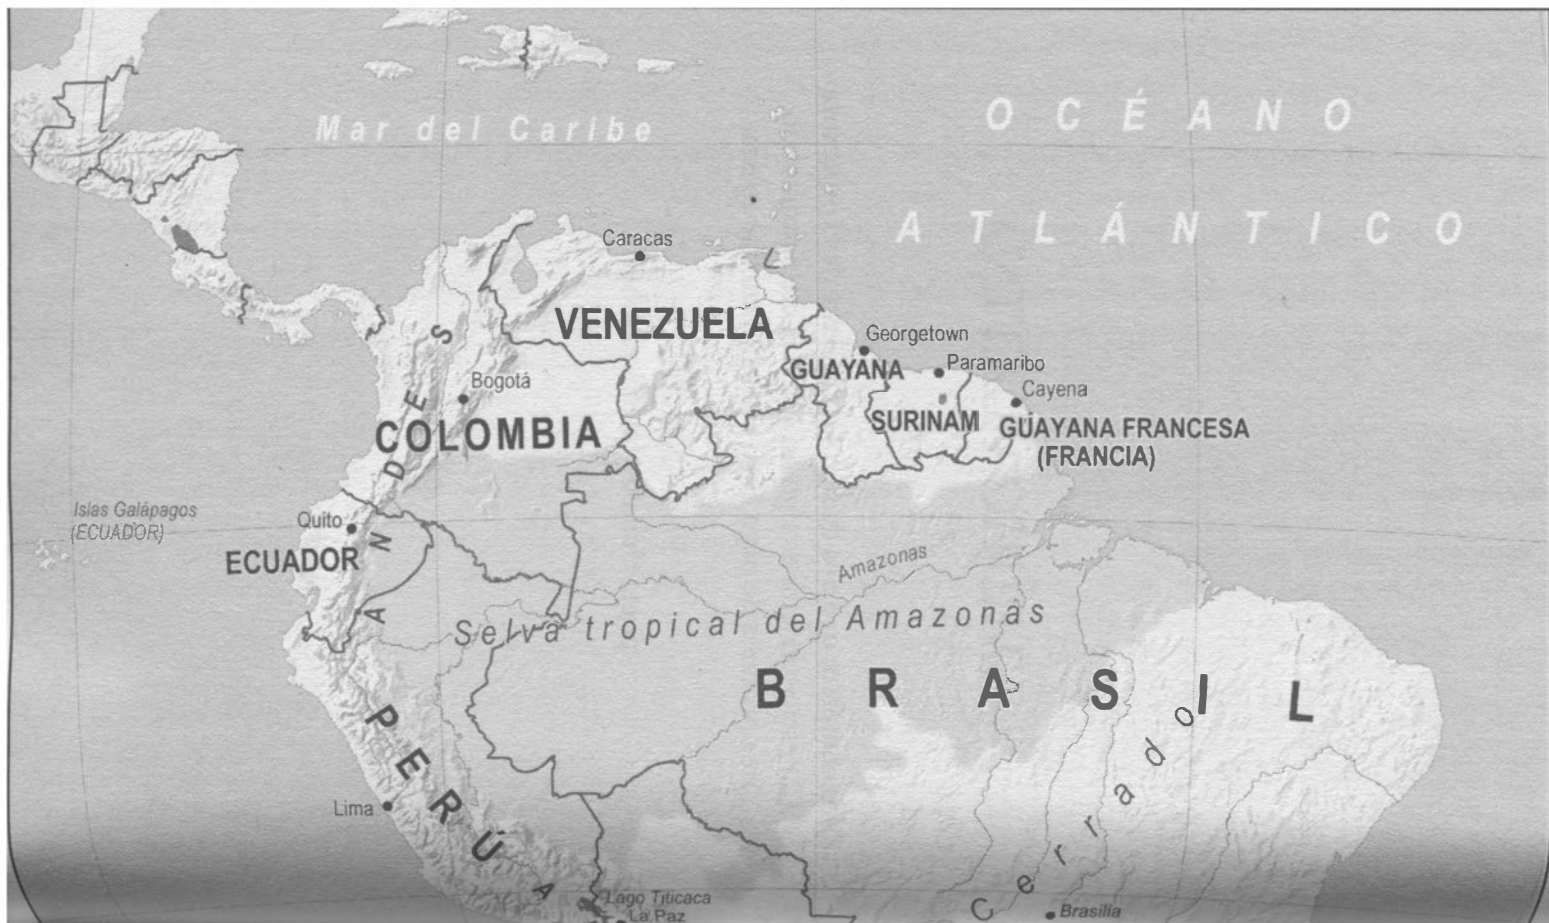 OCÉANO
Mar del Caribe
ATLÁNTICO
Caracas
VENEZUELA
Georgetown
GUAYANA
Paramaribo
Cayena
Bogotá
COLOMBIA
SURINAM
GUAYANA FRANCESA
(FRANCIA)
ANDES
Islas Galápagos
(ECUADOR)
Quito
ECUADOR
Amazonas
Selva tropical del Amazonas
BRASIL
PERÚ
Cerrado
Lima
A
Lago Titicaca
La Paz
Brasilia